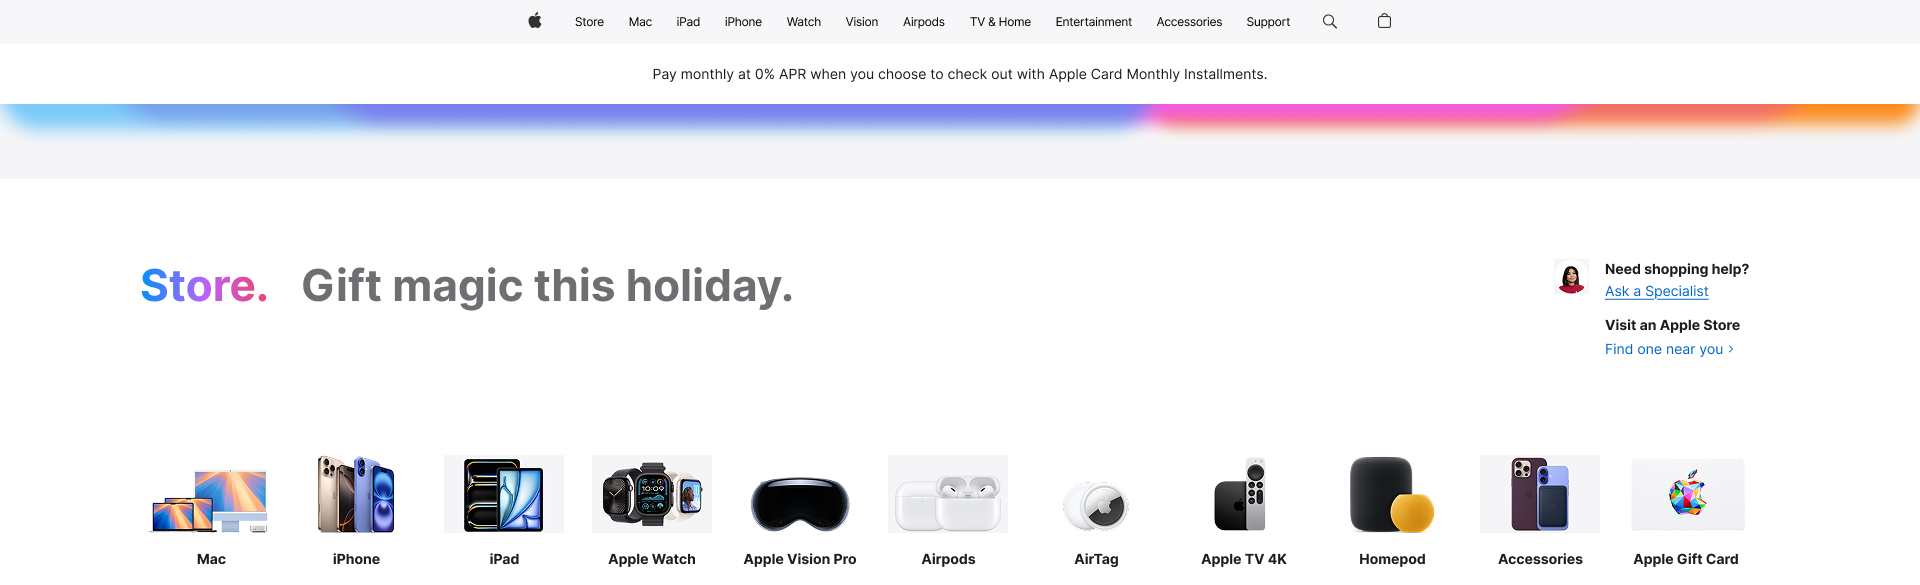 Store Mac iPad iPhone Watch Vision Airpods TV & Home Entertainment Accessories Support
Pay monthly at 0% APR when you choose to check out with Apple Card Monthly Installments.
Store. Gift magic this holiday.
Need shopping help?
Ask a Specialist
Visit an Apple Store
Find one near you >
10:09
Mac iPhone iPad Apple Watch Apple Vision Pro Airpods AirTag Apple TV 4K Homepod Accessories Apple Gift Card